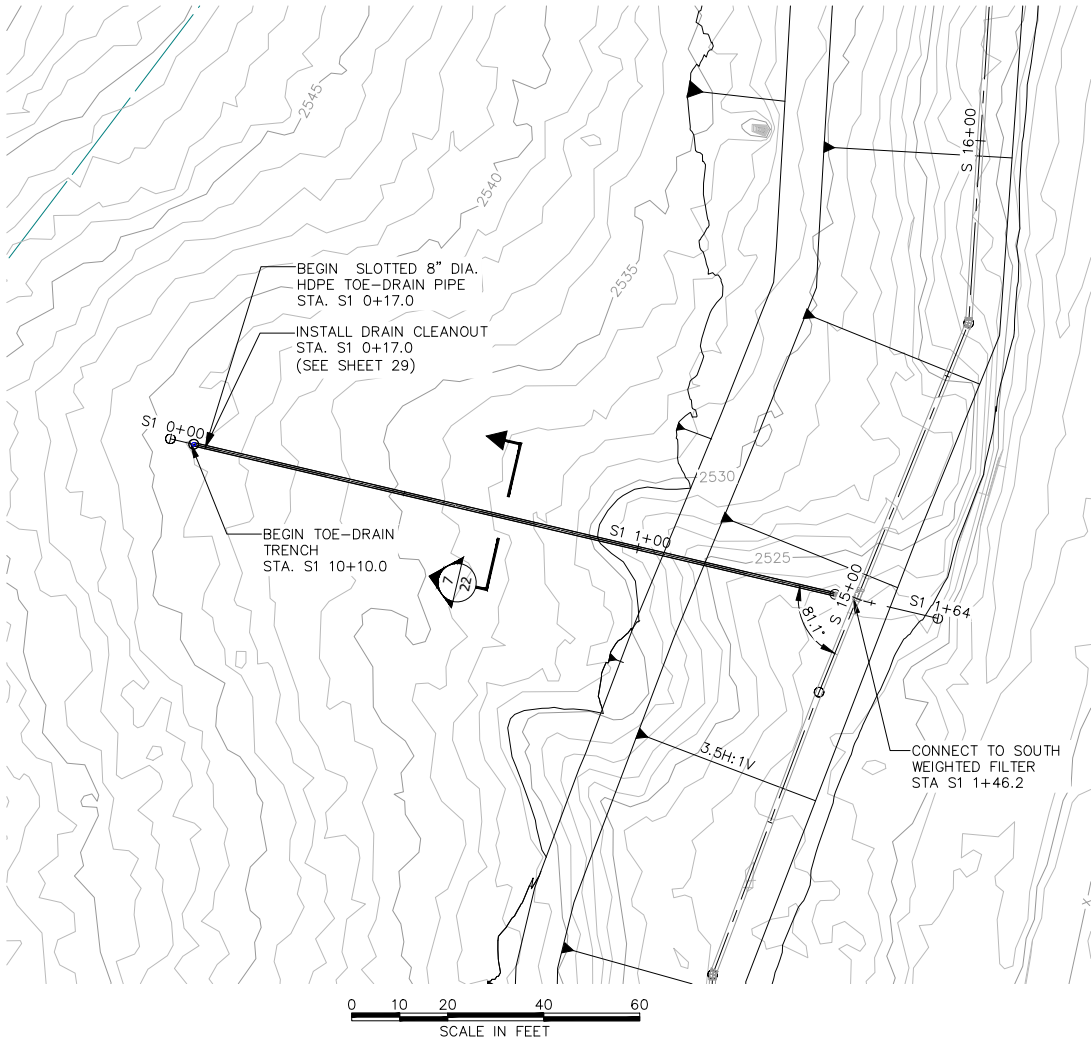 2545
S 16+00
2540
BEGIN SLOTTED 8" DIA.
HDPE TOE-DRAIN PIPE
STA. S1 0+17.0
2535
INSTALL DRAIN CLEANOUT
STA. S1 0+17.0
(SEE SHEET 29)
S1 0+00
2530
BEGIN TOE-DRAIN
TRENCH
STA. S1 10+10.0
S1 1+00
2525
7
22
S 15+00
S1 1+64
81.1°
3.5H:1V
CONNECT TO SOUTH
WEIGHTED FILTER
STA S1 1+46.2
x
0 10 20 40 60
SCALE IN FEET